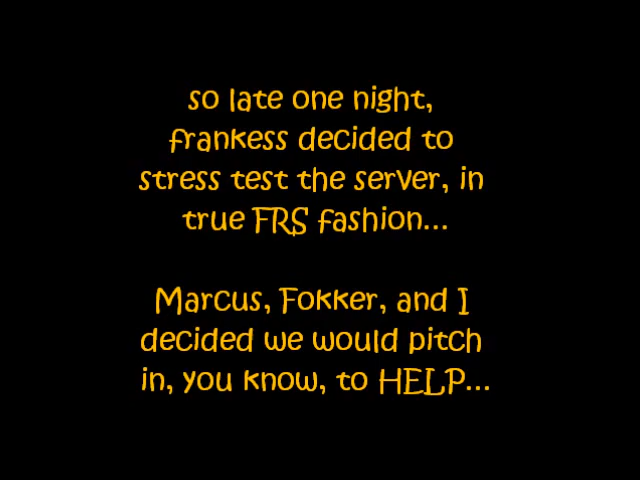 so late one night,
frankess decided to
stress test the server, in
true FRS fashion...
Marcus, Fokker, and I
decided we would pitch
in, you know, to HELP...